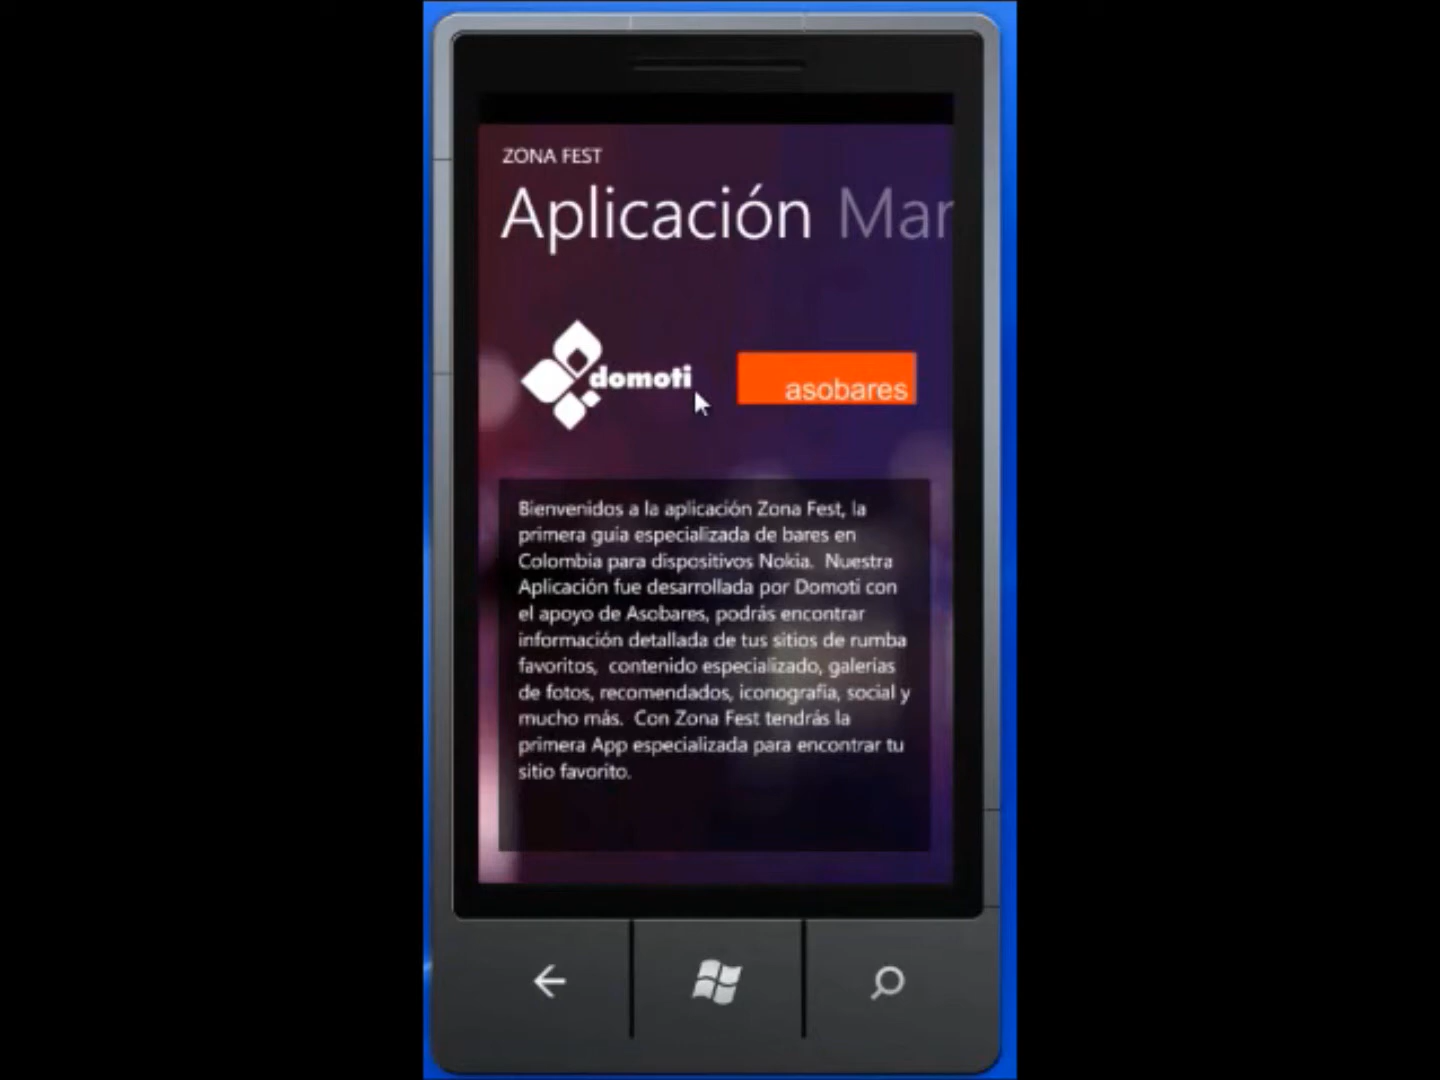 ZONA FEST
Aplicación Mar
domoti
asobares
Bienvenidos a la aplicación Zona Fest, la
primera guía especializada de bares en
Colombia para dispositivos Nokia.  Nuestra
Aplicación fue desarrollada por Domoti con
el apoyo de Asobares, podrás encontrar
información detallada de tus sitios de rumba
favoritos,  contenido especializado, galerías
de fotos, recomendados, iconografía, social y
mucho más.  Con Zona Fest tendrás la
primera App especializada para encontrar tu
sitio favorito.